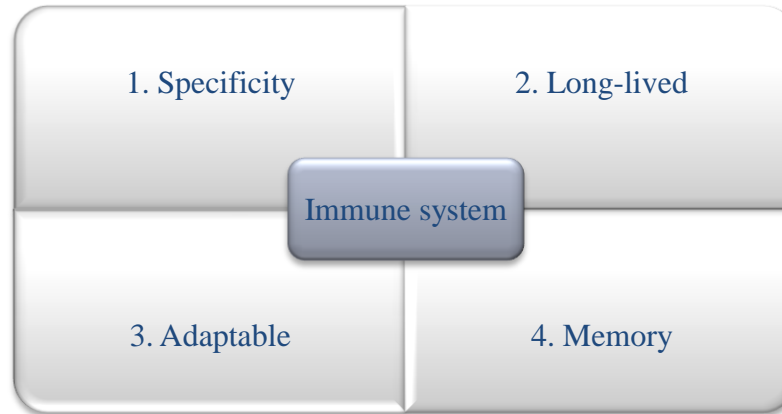 1. Specificity
2. Long-lived
Immune system
3. Adaptable
4. Memory